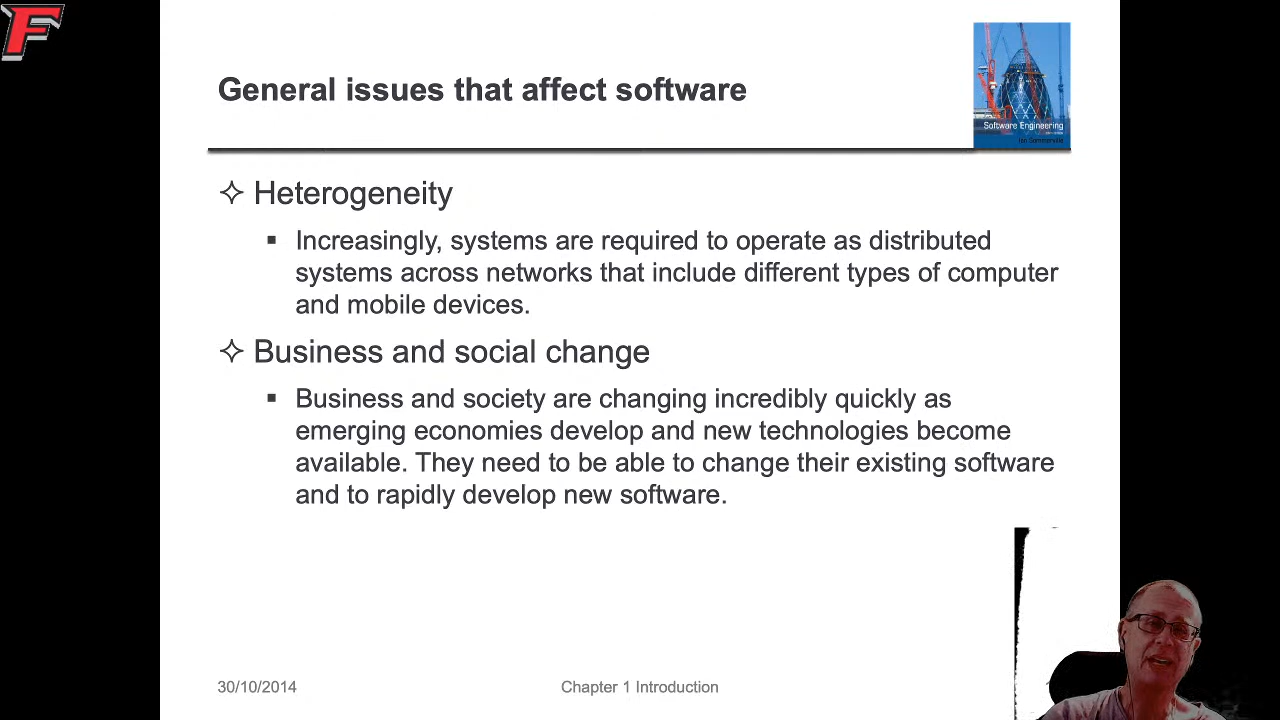 F
General issues that affect software
Software Engineering
Ian Sommerville
✧ Heterogeneity
▪ Increasingly, systems are required to operate as distributed
systems across networks that include different types of computer
and mobile devices.
✧ Business and social change
▪ Business and society are changing incredibly quickly as
emerging economies develop and new technologies become
available. They need to be able to change their existing software
and to rapidly develop new software.
30/10/2014
Chapter 1 Introduction